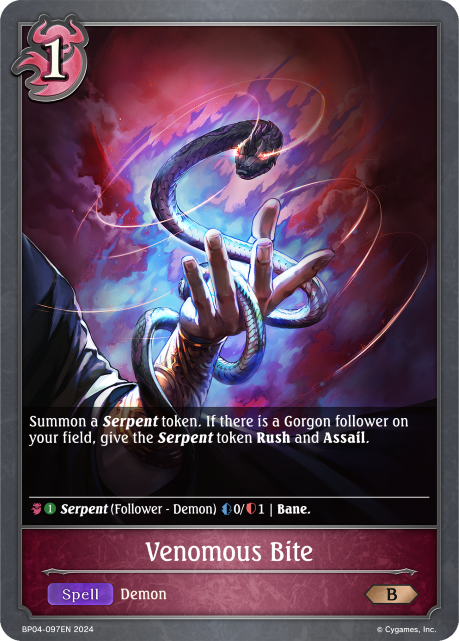 1
Summon a Serpent token. If there is a Gorgon follower on
your field, give the Serpent token Rush and Assail.
1 Serpent (Follower - Demon) 0/1 | Bane.
Venomous Bite
Spell Demon B
BP04-097EN 2024 © Cygames, Inc.